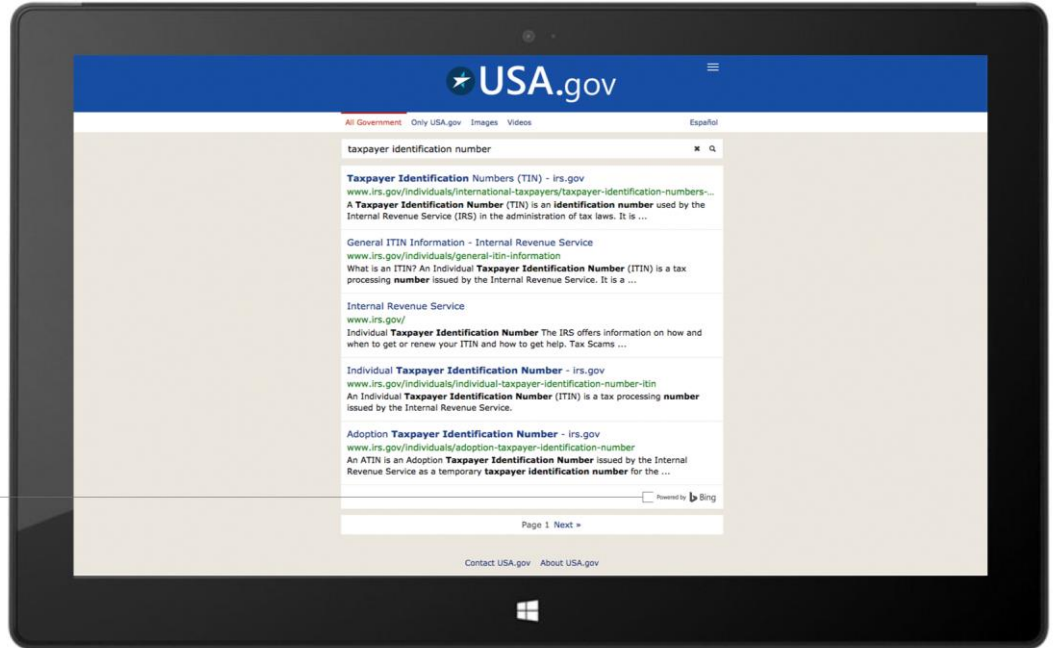 USA.gov
All Government Only USA.gov Images Videos Español
taxpayer identification number
Taxpayer Identification Numbers (TIN) - irs.gov
www.irs.gov/individuals/international-taxpayers/taxpayer-identification-numbers-...
A Taxpayer Identification Number (TIN) is an identification number used by the
Internal Revenue Service (IRS) in the administration of tax laws. It is ...
General ITIN Information - Internal Revenue Service
www.irs.gov/individuals/general-itin-information
What is an ITIN? An Individual Taxpayer Identification Number (ITIN) is a tax
processing number issued by the Internal Revenue Service. It is a ...
Internal Revenue Service
www.irs.gov/
Individual Taxpayer Identification Number The IRS offers information on how and
when to get or renew your ITIN and how to get help. Tax Scams ...
Individual Taxpayer Identification Number - irs.gov
www.irs.gov/individuals/individual-taxpayer-identification-number-itin
An Individual Taxpayer Identification Number (ITIN) is a tax processing number
issued by the Internal Revenue Service.
Adoption Taxpayer Identification Number - irs.gov
www.irs.gov/individuals/adoption-taxpayer-identification-number
An ATIN is an Adoption Taxpayer Identification Number issued by the Internal
Revenue Service as a temporary taxpayer identification number for the ...
Powered by Bing
Page 1 Next »
Contact USA.gov About USA.gov